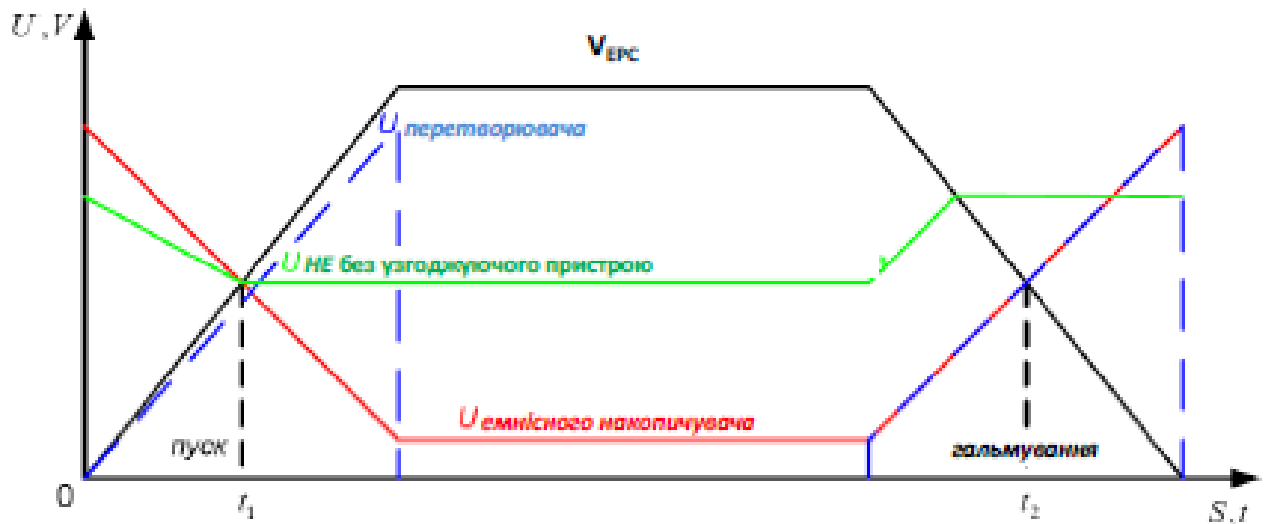 U ,V
V_EPC
U перетворювача
U НЕ без узгоджуючого пристрою
U ємнісного накопичувача
пуск
гальмування
0
t₁
t₂
S,t